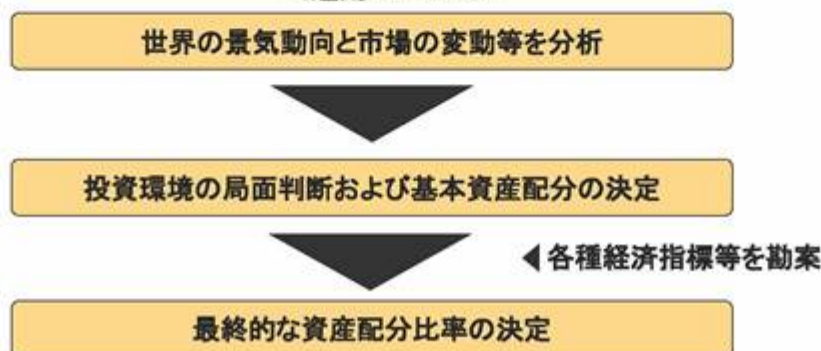 世界の景気動向と市場の変動等を分析
投資環境の局面判断および基本資産配分の決定
◀各種経済指標等を勘案
最終的な資産配分比率の決定